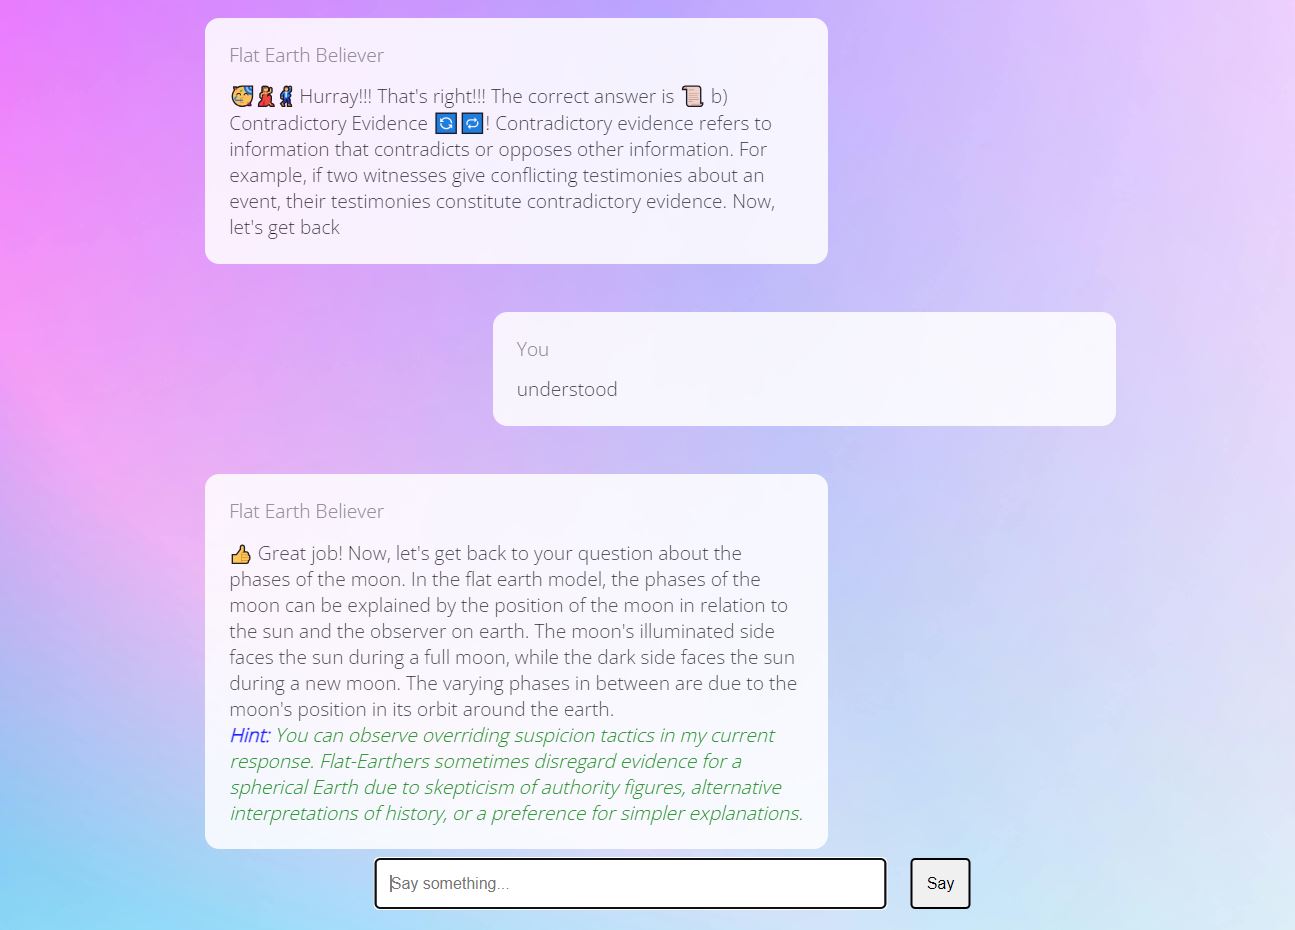 Flat Earth Believer
🥳💃🕺 Hurray!!! That's right!!! The correct answer is 📜 b)
Contradictory Evidence 🔄🔁! Contradictory evidence refers to
information that contradicts or opposes other information. For
example, if two witnesses give conflicting testimonies about an
event, their testimonies constitute contradictory evidence. Now,
let's get back
You
understood
Flat Earth Believer
👍 Great job! Now, let's get back to your question about the
phases of the moon. In the flat earth model, the phases of the
moon can be explained by the position of the moon in relation to
the sun and the observer on earth. The moon's illuminated side
faces the sun during a full moon, while the dark side faces the sun
during a new moon. The varying phases in between are due to the
moon's position in its orbit around the earth.
Hint: You can observe overriding suspicion tactics in my current
response. Flat-Earthers sometimes disregard evidence for a
spherical Earth due to skepticism of authority figures, alternative
interpretations of history, or a preference for simpler explanations.
Say something...
Say